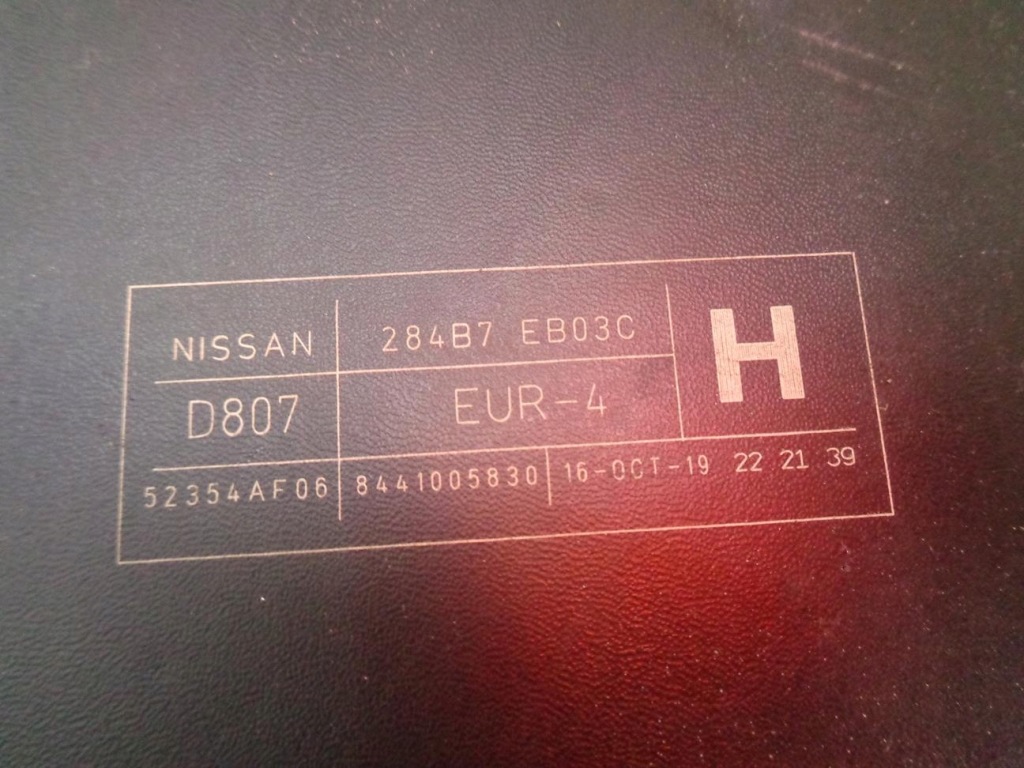 NISSAN 284B7 EB03C H
D807 EUR-4
52354AF06 8441005830 16-OCT-19 22 21 39